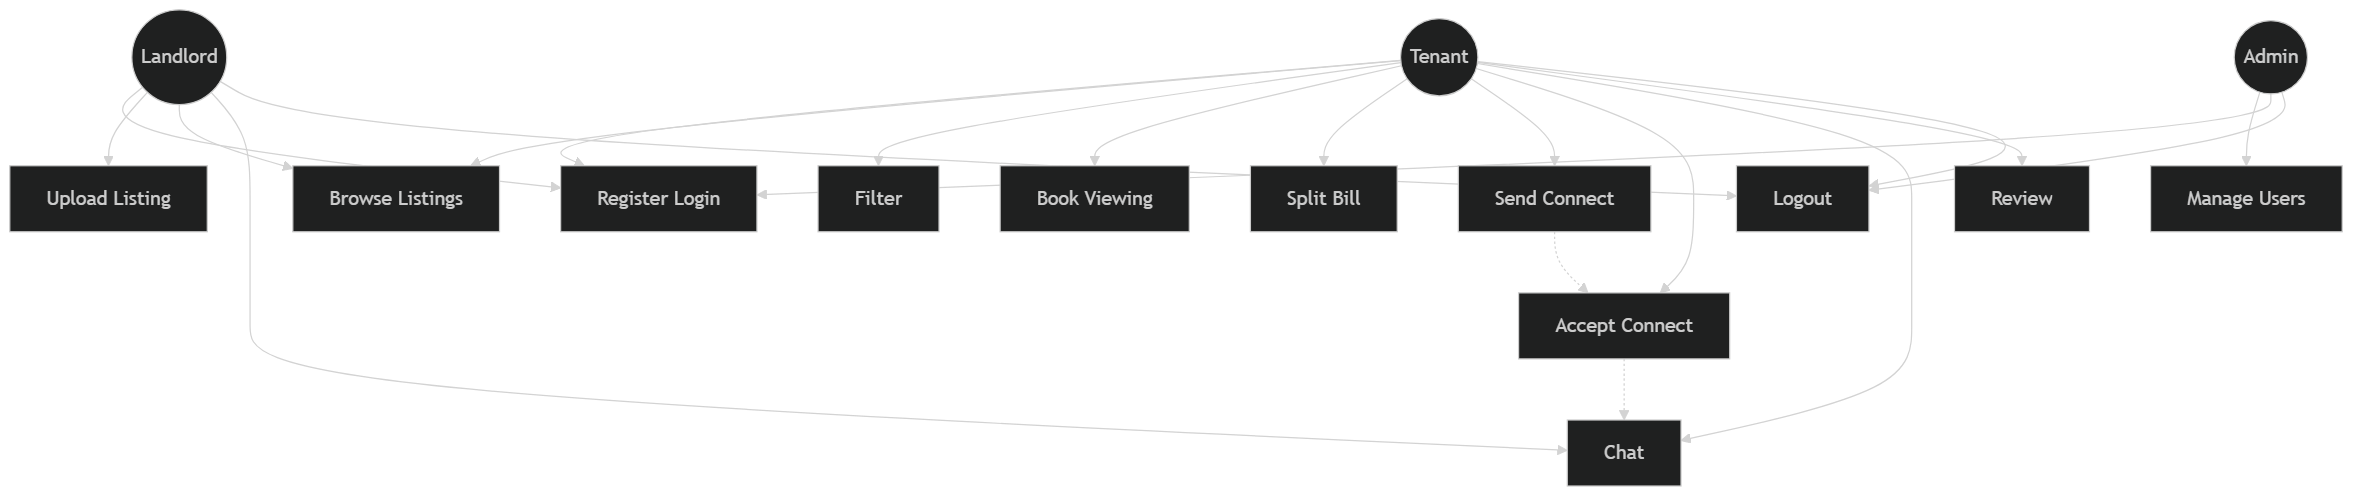 Landlord
Tenant
Admin
Upload Listing
Browse Listings
Register Login
Filter
Book Viewing
Split Bill
Send Connect
Logout
Review
Manage Users
Accept Connect
Chat